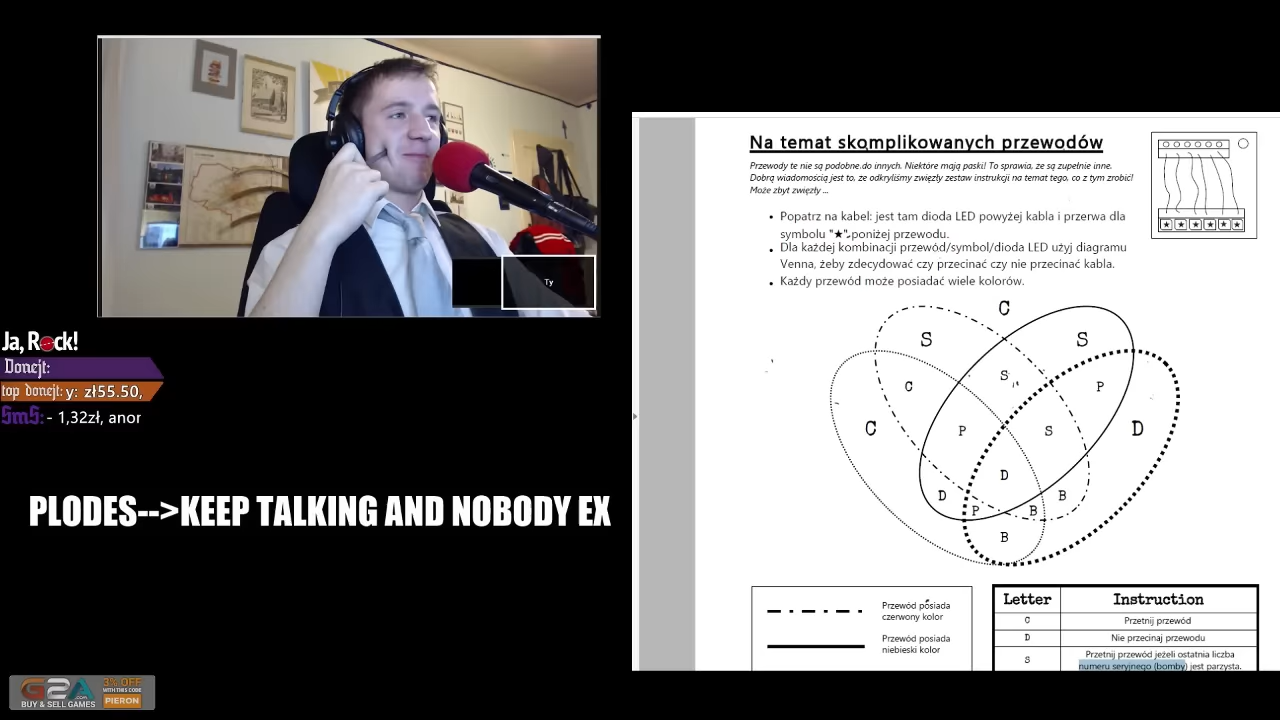 Na temat skomplikowanych przewodów
Przewody te nie są podobne do innych. Niektóre mają paski! To sprawia, ze są zupełnie inne.
Dobrą wiadomością jest to, ze odkryliśmy zwięzły zestaw instrukcji na temat tego, co z tym zrobić!
Może zbyt zwięzły ...
• Popatrz na kabel: jest tam dioda LED powyżej kabla i przerwa dla
symbolu "★" poniżej przewodu.
• Dla każdej kombinacji przewód/symbol/dioda LED użyj diagramu
Venna, żeby zdecydować czy przecinać czy nie przecinać kabla.
• Każdy przewód może posiadać wiele kolorów.
C
S
S
C
S
P
C
P
S
D
D
D
B
P
B
B
Przewód posiada
czerwony kolor
Przewód posiada
niebieski kolor
Letter Instruction
C Przetnij przewód
D Nie przecinaj przewodu
S Przetnij przewód jeżeli ostatnia liczba
numeru seryjnego (bomby) jest parzysta.
Ty
Ja, Rock!
Donejt:
top donejt: y: zł55.50,
SmS: - 1,32zł, anor
PLODES-->KEEP TALKING AND NOBODY EX
G2A.com
BUY & SELL GAMES
3% OFF
WITH THIS CODE
PIERON